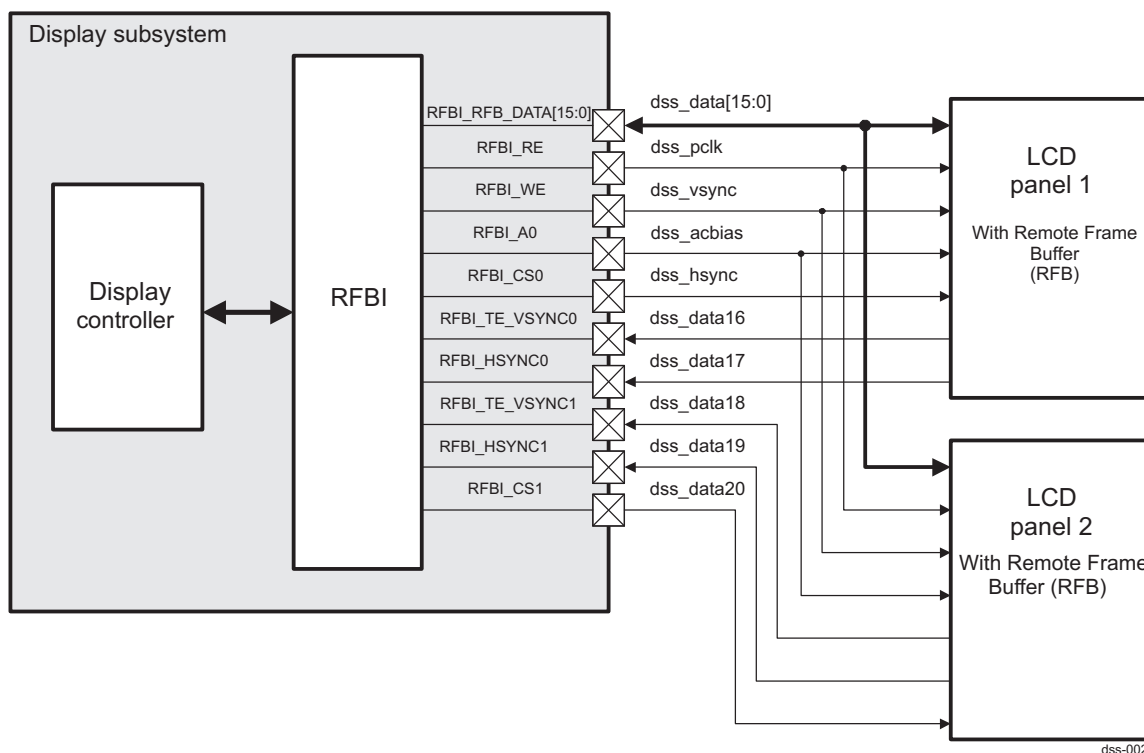 Display subsystem
Display
controller
RFBI
RFBI_RFB_DATA[15:0]
RFBI_RE
RFBI_WE
RFBI_A0
RFBI_CS0
RFBI_TE_VSYNC0
RFBI_HSYNC0
RFBI_TE_VSYNC1
RFBI_HSYNC1
RFBI_CS1
dss_data[15:0]
dss_pclk
dss_vsync
dss_acbias
dss_hsync
dss_data16
dss_data17
dss_data18
dss_data19
dss_data20
LCD
panel 1
With Remote Frame
Buffer
(RFB)
LCD
panel 2
With Remote Frame
Buffer (RFB)
dss-002